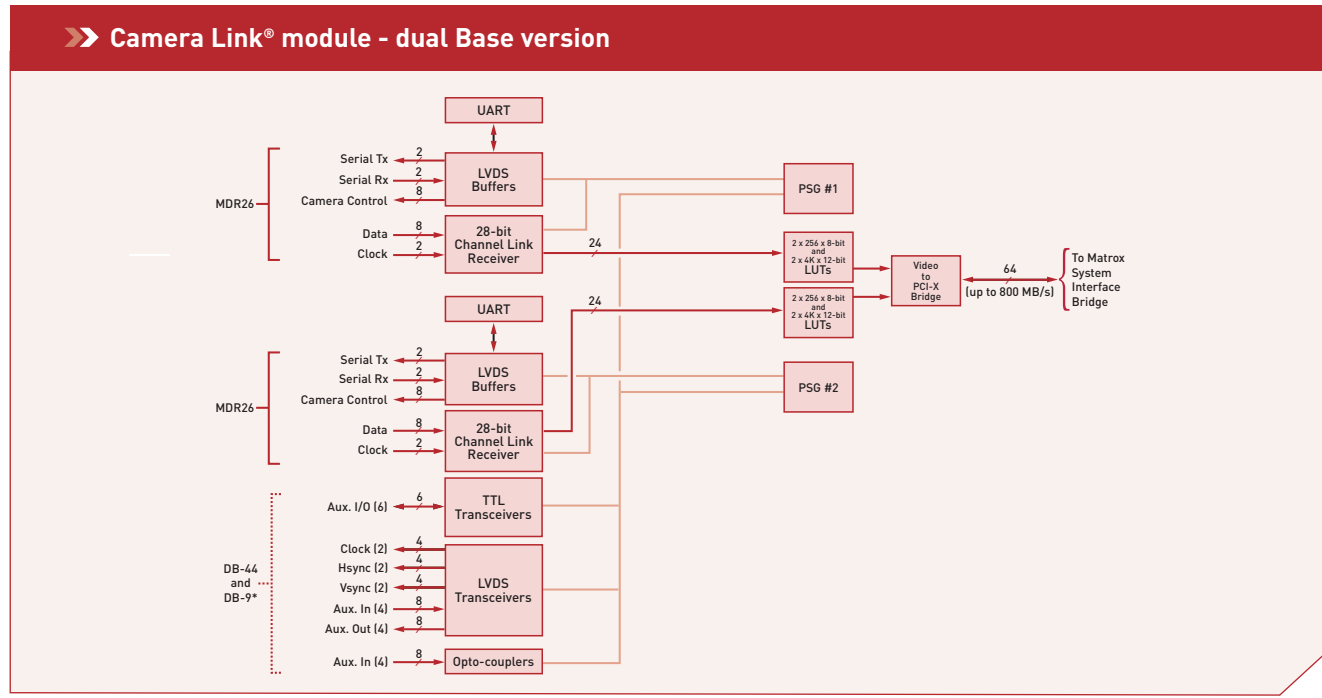 Camera Link® module - dual Base version
UART
Serial Tx
2
Serial Rx
2
Camera Control
8
LVDS
Buffers
MDR26
Data
8
Clock
2
28-bit
Channel Link
Receiver
24
PSG #1
2 x 256 x 8-bit
and
2 x 4K x 12-bit
LUTs
2 x 256 x 8-bit
and
2 x 4K x 12-bit
LUTs
Video
to
PCI-X
Bridge
64
(up to 800 MB/s)
To Matrox
System
Interface
Bridge
UART
24
Serial Tx
2
Serial Rx
2
Camera Control
8
LVDS
Buffers
PSG #2
MDR26
Data
8
Clock
2
28-bit
Channel Link
Receiver
Aux. I/O (6)
6
TTL
Transceivers
DB-44
and
DB-9*
Clock (2)
4
Hsync (2)
4
Vsync (2)
4
Aux. In (4)
8
Aux. Out (4)
8
LVDS
Transceivers
Aux. In (4)
8
Opto-couplers